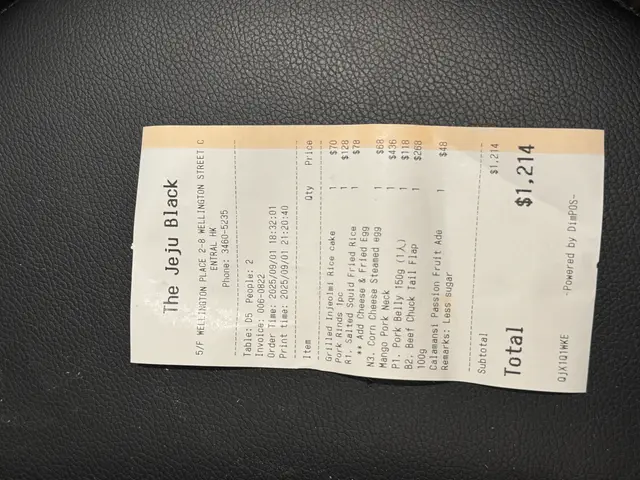 The Jeju Black
5/F WELLINGTON PLACE 2-8 WELLINGTON STREET C
ENTRAL HK
Phone: 3460-5235
Table: D5 People: 2
Invoice: 006-0822
Order Time: 2025/09/01 18:32:01
Print time: 2025/09/01 21:20:40
Item Qty Price
Grilled Injeolmi Rice cake 1 $70
Pork Rinds 1pc 1 $128
R1. Salted Squid Fried Rice 1 $78
** Add Cheese & Fried Egg
N3. Corn Cheese Steamed egg 1 $68
Mango Pork Neck 1 $436
P1. Pork Belly 150g (1人) 1 $118
B2. Beef Chuck Tail Flap 1 $268
100g
Calamansi Passion Fruit Ade 1 $48
Remarks: Less sugar
Subtotal $1,214
Total $1,214
QJX1Q1WKE -Powered by DimPOS-